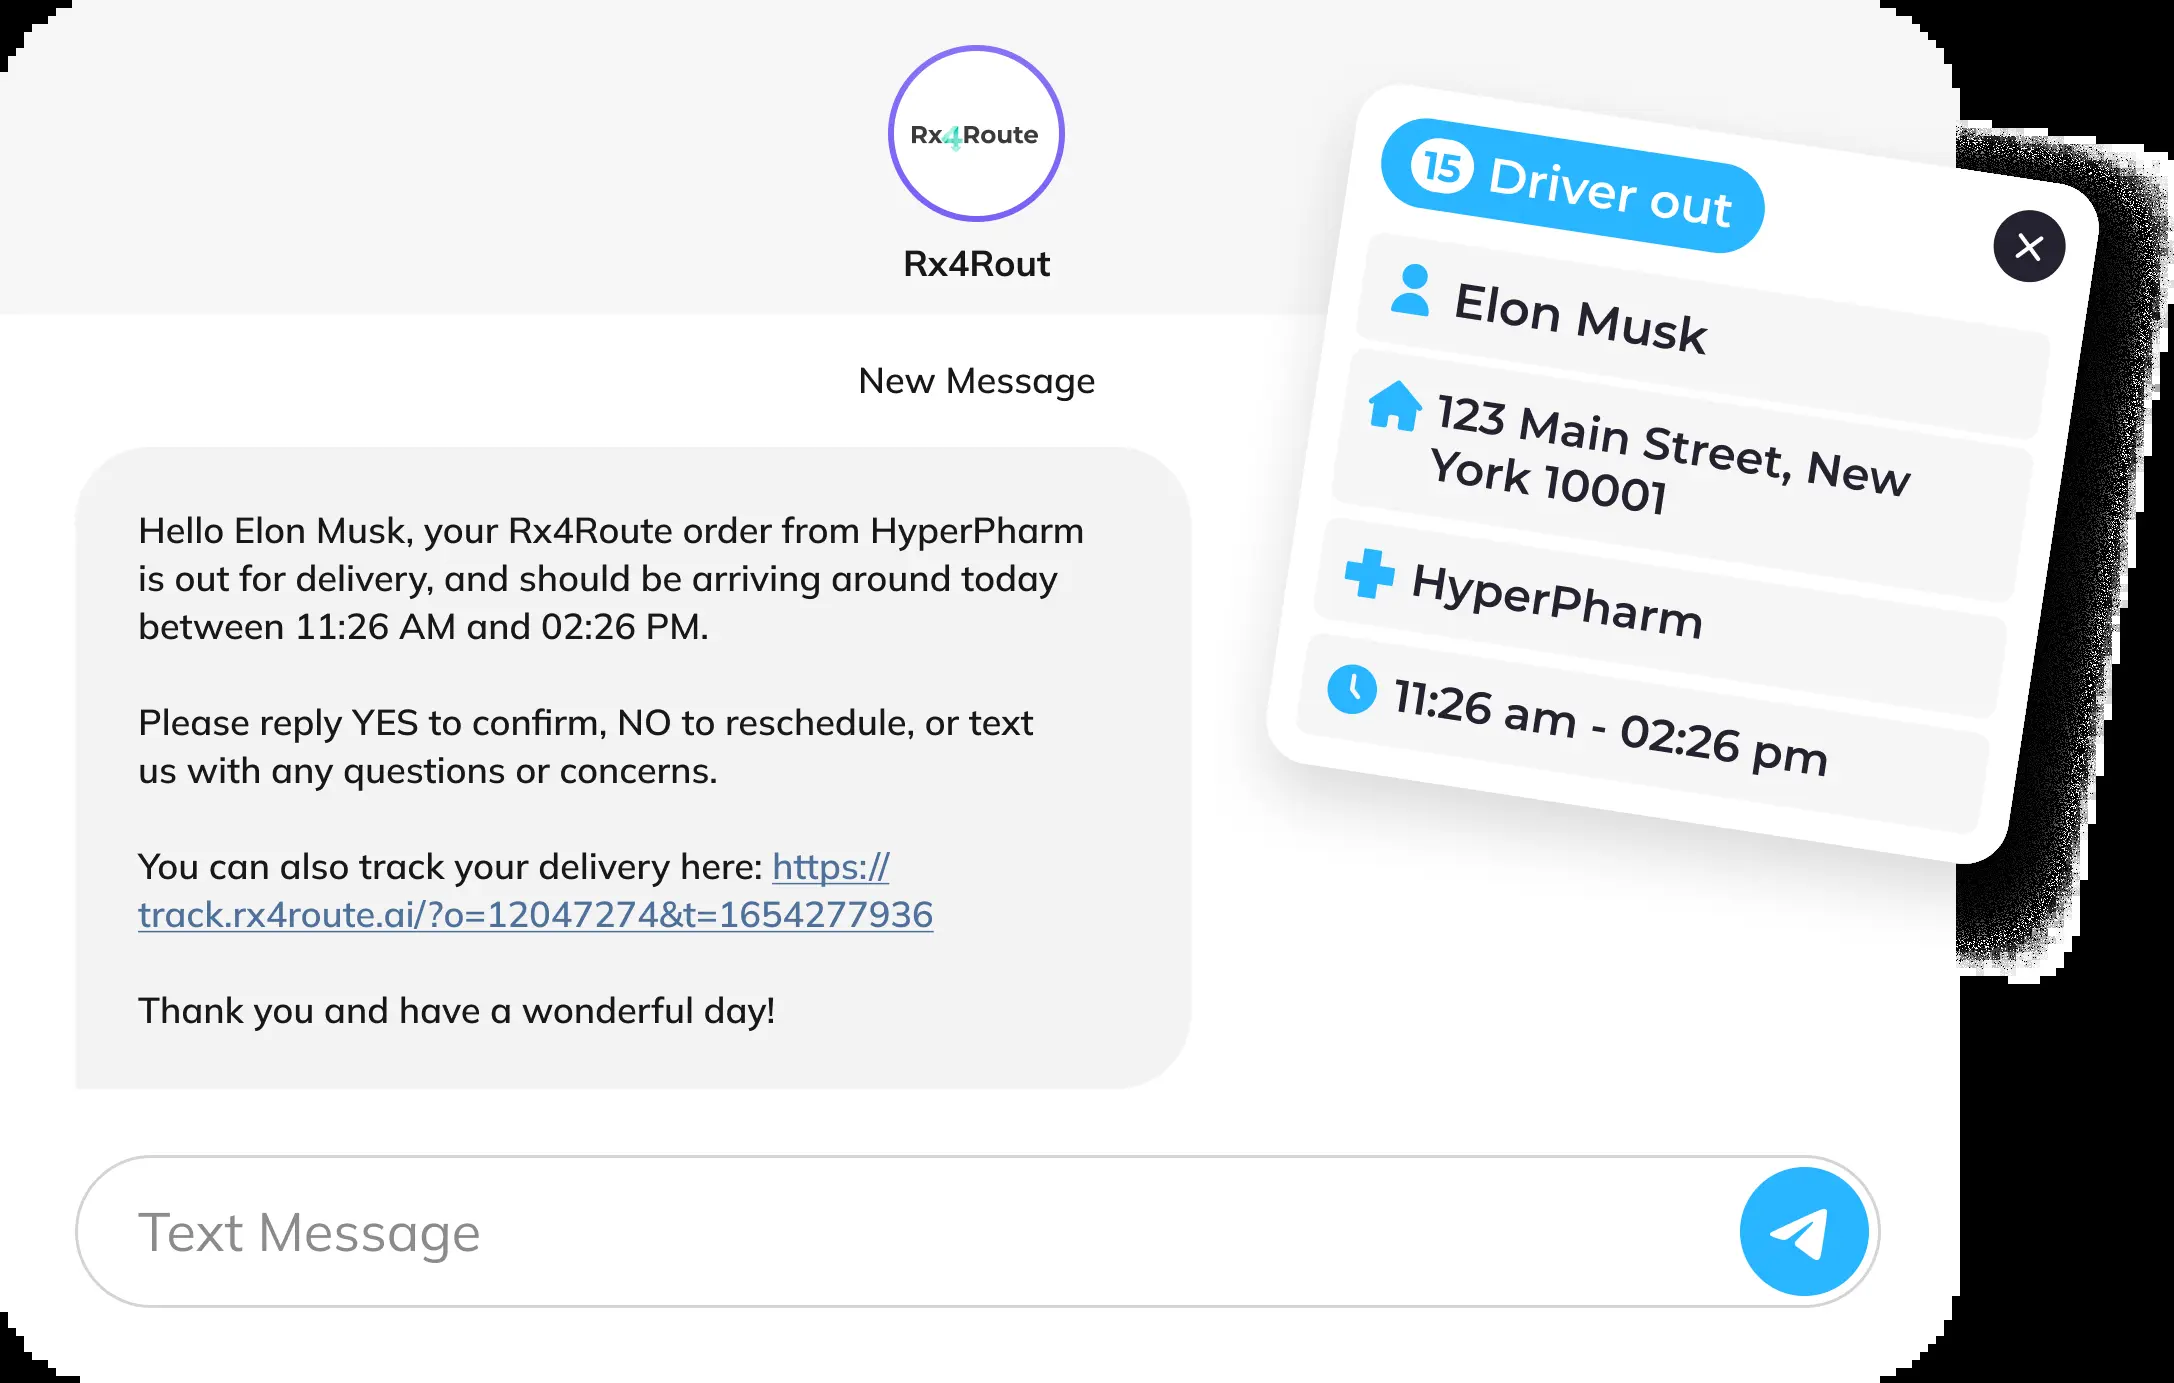 Rx4Route
Rx4Rout
New Message
Hello Elon Musk, your Rx4Route order from HyperPharm
is out for delivery, and should be arriving around today
between 11:26 AM and 02:26 PM.
Please reply YES to confirm, NO to reschedule, or text
us with any questions or concerns.
You can also track your delivery here: https://
track.rx4route.ai/?o=12047274&t=1654277936
Thank you and have a wonderful day!
Text Message
15 Driver out
Elon Musk
123 Main Street, New
York 10001
HyperPharm
11:26 am - 02:26 pm